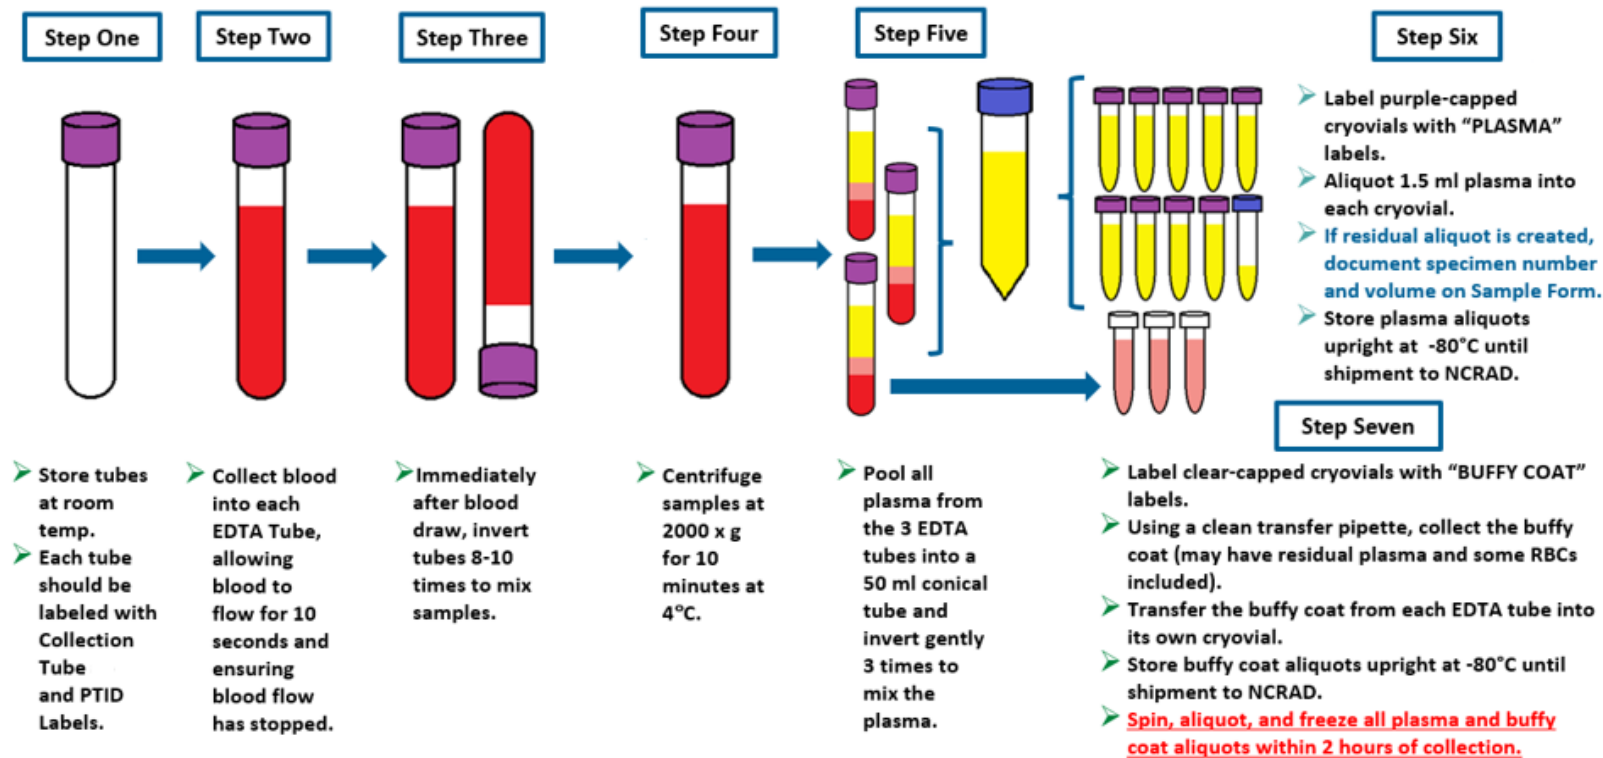 Step One
Store tubes
at room
temp.
Each tube
should be
labeled with
Collection
Tube
and PTID
Labels.
Step Two
Collect blood
into each
EDTA Tube,
allowing
blood to
flow for 10
seconds and
ensuring
blood flow
has stopped.
Step Three
Immediately
after blood
draw, invert
tubes 8-10
times to mix
samples.
Step Four
Centrifuge
samples at
2000 x g
for 10
minutes at
4°C.
Step Five
Pool all
plasma from
the 3 EDTA
tubes into a
50 ml conical
tube and
invert gently
3 times to
mix the
plasma.
Step Six
Label purple-capped
cryovials with “PLASMA”
labels.
Aliquot 1.5 ml plasma into
each cryovial.
If residual aliquot is created,
document specimen number
and volume on Sample Form.
Store plasma aliquots
upright at -80°C until
shipment to NCRAD.
Step Seven
Label clear-capped cryovials with “BUFFY COAT”
labels.
Using a clean transfer pipette, collect the buffy
coat (may have residual plasma and some RBCs
included).
Transfer the buffy coat from each EDTA tube into
its own cryovial.
Store buffy coat aliquots upright at -80°C until
shipment to NCRAD.
Spin, aliquot, and freeze all plasma and buffy
coat aliquots within 2 hours of collection.